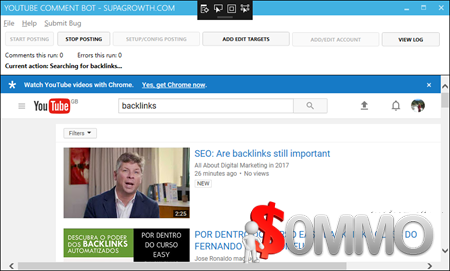 YOUTUBE COMMENT BOT - SUPAGROWTH.COM
File Help Submit Bug
START POSTING STOP POSTING SETUP/CONFIG POSTING ADD EDIT TARGETS ADD/EDIT ACCOUNT VIEW LOG
Comments this run: 0 Errors this run: 0
Current action: Searching for backlinks...
Watch YouTube videos with Chrome. Yes, get Chrome now.
YouTube GB
backlinks
Filters
SEO: Are backlinks still important
All About Digital Marketing in 2017
26 minutes ago • No views
NEW
2:25
DESCUBRA O PODER
DOS BACKLINKS
AUTOMATIZADOS
POR DENTRO
DO CURSO
EASY
POR DENTRO DO CURSO EASY
DO
FERNANDO
Jose Ronaldo
$OMMO